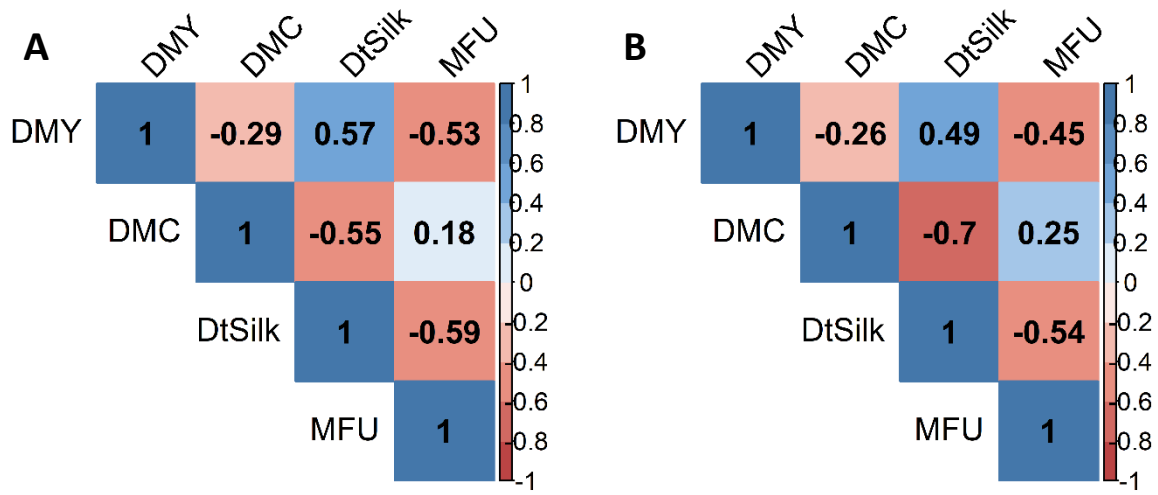 A
DMY DMC DtSilk MFU
DMY 1 -0.29 0.57 -0.53
DMC 1 -0.55 0.18
DtSilk 1 -0.59
MFU 1
1
0.8
0.6
0.4
0.2
0
-0.2
-0.4
-0.6
-0.8
-1
B
DMY DMC DtSilk MFU
DMY 1 -0.26 0.49 -0.45
DMC 1 -0.7 0.25
DtSilk 1 -0.54
MFU 1
1
0.8
0.6
0.4
0.2
0
-0.2
-0.4
-0.6
-0.8
-1